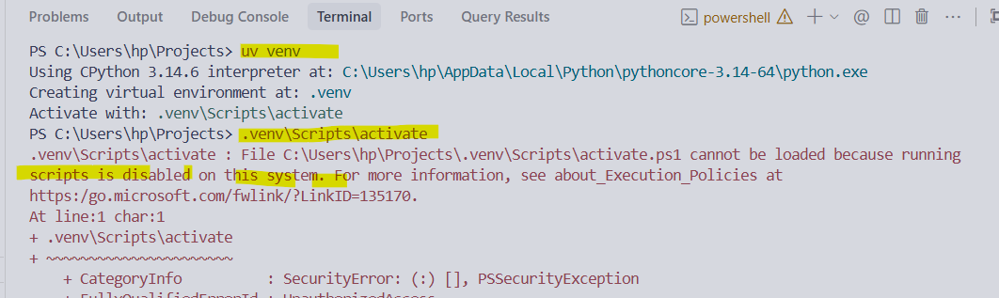 Problems Output Debug Console Terminal Ports Query Results powershell
PS C:\Users\hp\Projects> uv venv
Using CPython 3.14.6 interpreter at: C:\Users\hp\AppData\Local\Python\pythoncore-3.14-64\python.exe
Creating virtual environment at: .venv
Activate with: .venv\Scripts\activate
PS C:\Users\hp\Projects> .venv\Scripts\activate
.venv\Scripts\activate : File C:\Users\hp\Projects\.venv\Scripts\activate.ps1 cannot be loaded because running
scripts is disabled on this system. For more information, see about_Execution_Policies at
https:/go.microsoft.com/fwlink/?LinkID=135170.
At line:1 char:1
+ .venv\Scripts\activate
+ ~~~~~~~~~~~~~~~~~~~~~~
+ CategoryInfo : SecurityError: (:) [], PSSecurityException
+ FullyQualifiedErrorId : UnauthorizedAccess